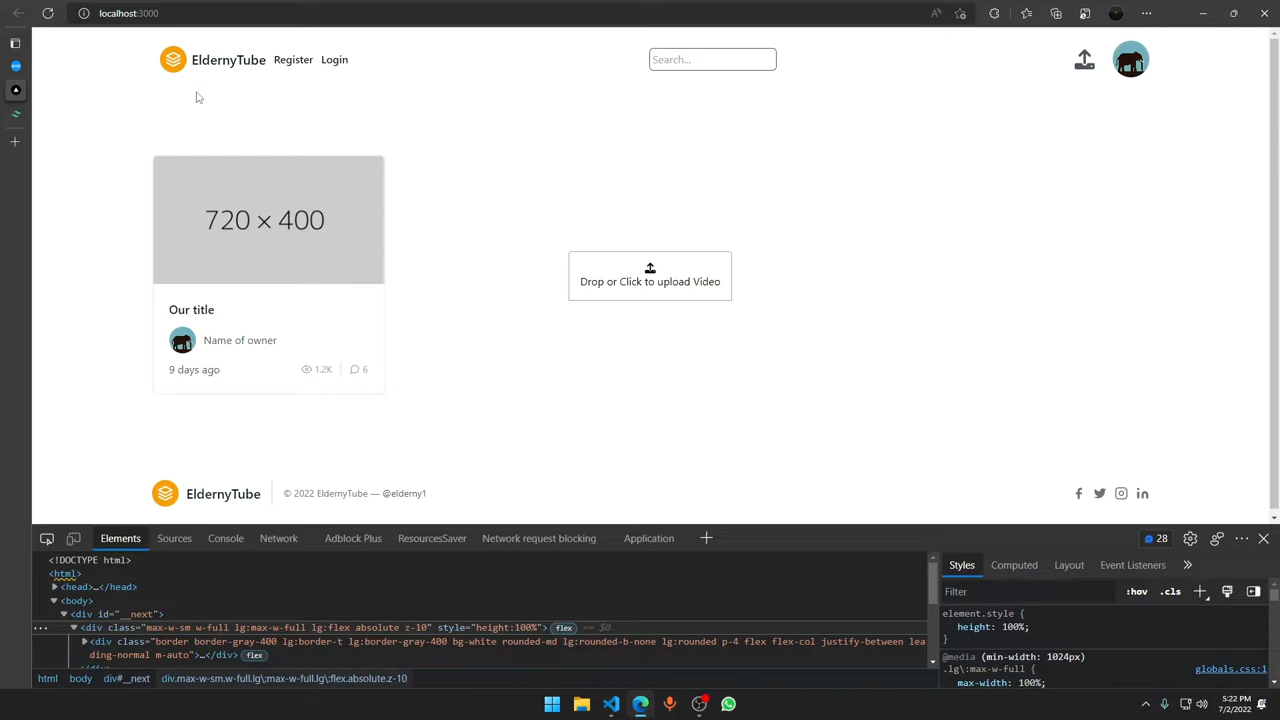 localhost:3000
EldernyTube Register Login
Search...
720 × 400
Drop or Click to upload Video
Our title
Name of owner
9 days ago
1.2K
6
EldernyTube
© 2022 EldernyTube — @elderny1
Elements Sources Console Network Adblock Plus ResourcesSaver Network request blocking Application
28
<!DOCTYPE html>
<html>
<head>…</head>
<body>
<div id="__next">
<div class="max-w-sm w-full lg:max-w-full lg:flex absolute z-10" style="height:100%"> flex == $0
<div class="border border-gray-400 lg:border-t lg:border-gray-400 bg-white rounded-md lg:rounded-b-none lg:rounded p-4 flex flex-col justify-between lea
ding-normal m-auto">…</div> flex
html body div#__next div.max-w-sm.w-full.lg\:max-w-full.lg\:flex.absolute.z-10
Styles Computed Layout Event Listeners
Filter
:hov .cls
element.style {
height: 100%;
}
@media (min-width: 1024px)
.lg\:max-w-full { globals.css:1
max-width: 100%;
5:22 PM
7/2/2022